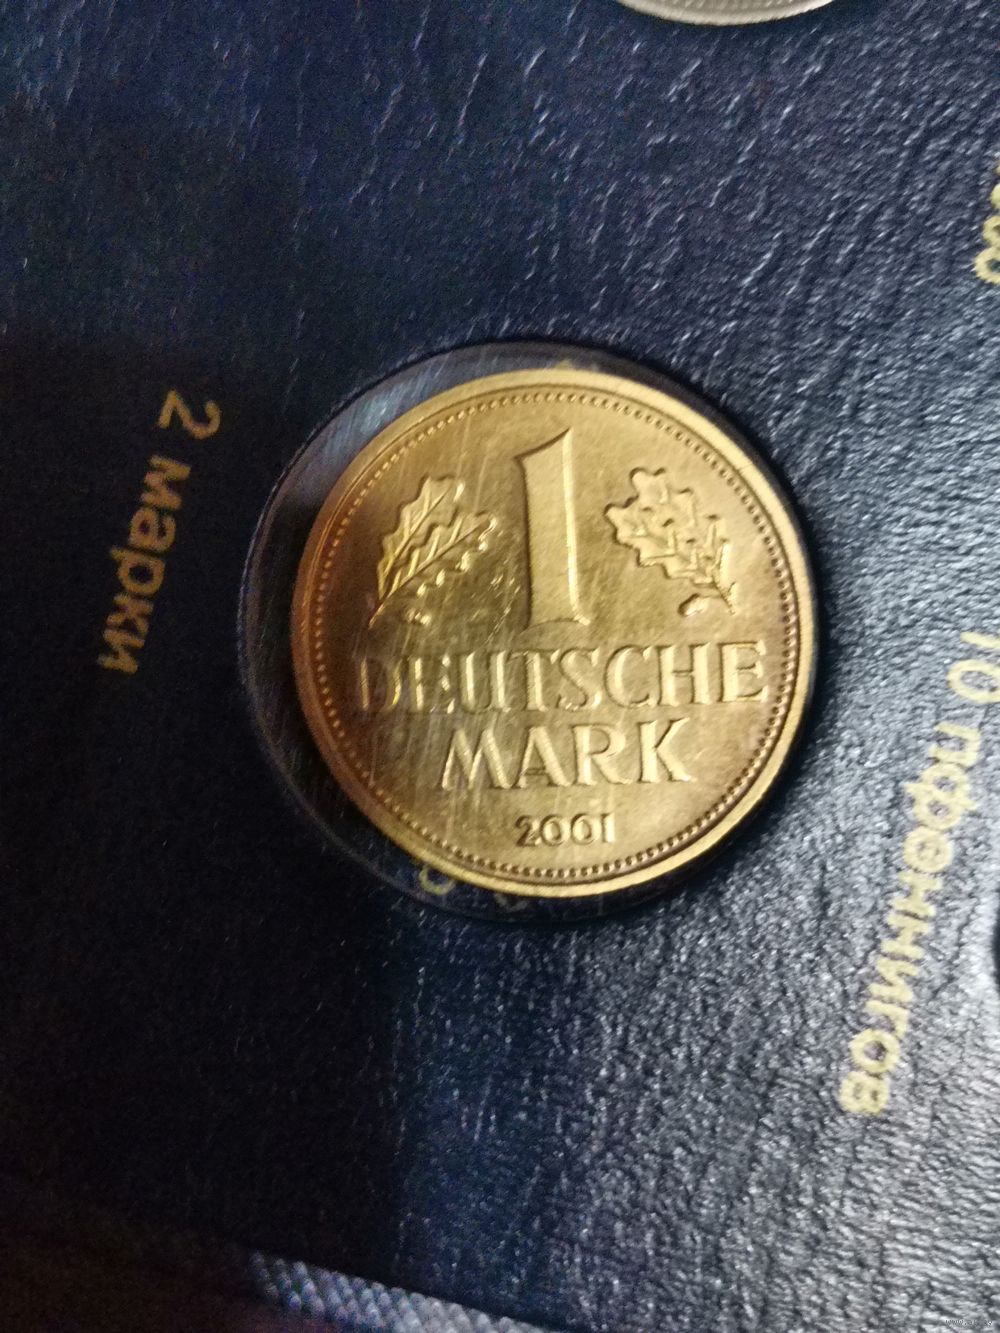 1
DEUTSCHE
MARK
2001
2 марки
10 пфеннигов